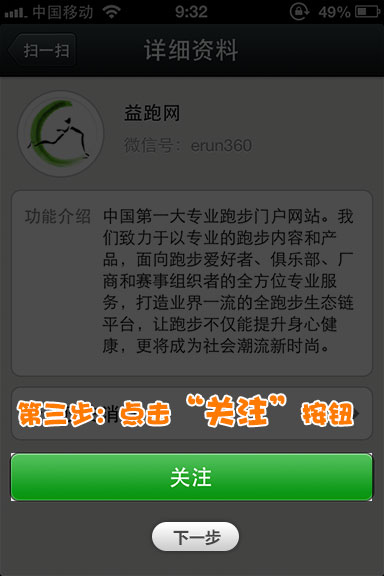 中国移动 9:32 49%
扫一扫 详细资料
益跑网
微信号：erun360
功能介绍 中国第一大专业跑步门户网站。我
们致力于以专业的跑步内容和产
品，面向跑步爱好者、俱乐部、厂
商和赛事组织者的全方位专业服
务，打造业界一流的全跑步生态链
平台，让跑步不仅能提升身心健
康，更将成为社会潮流新时尚。
第三步：点击“关注”按钮
消
关注
下一步